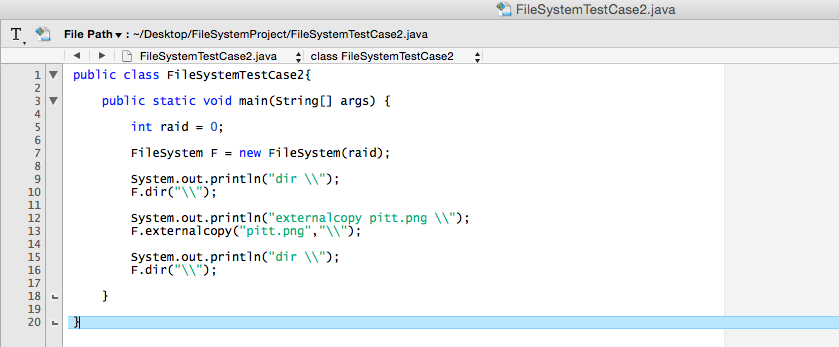 FileSystemTestCase2.java
T File Path ▾ : ~/Desktop/FileSystemProject/FileSystemTestCase2.java
FileSystemTestCase2.java class FileSystemTestCase2
1 public class FileSystemTestCase2{
2
3 public static void main(String[] args) {
4
5 int raid = 0;
6
7 FileSystem F = new FileSystem(raid);
8
9 System.out.println("dir \\");
10 F.dir("\\");
11
12 System.out.println("externalcopy pitt.png \\");
13 F.externalcopy("pitt.png","\\");
14
15 System.out.println("dir \\");
16 F.dir("\\");
17
18 }
19
20 }